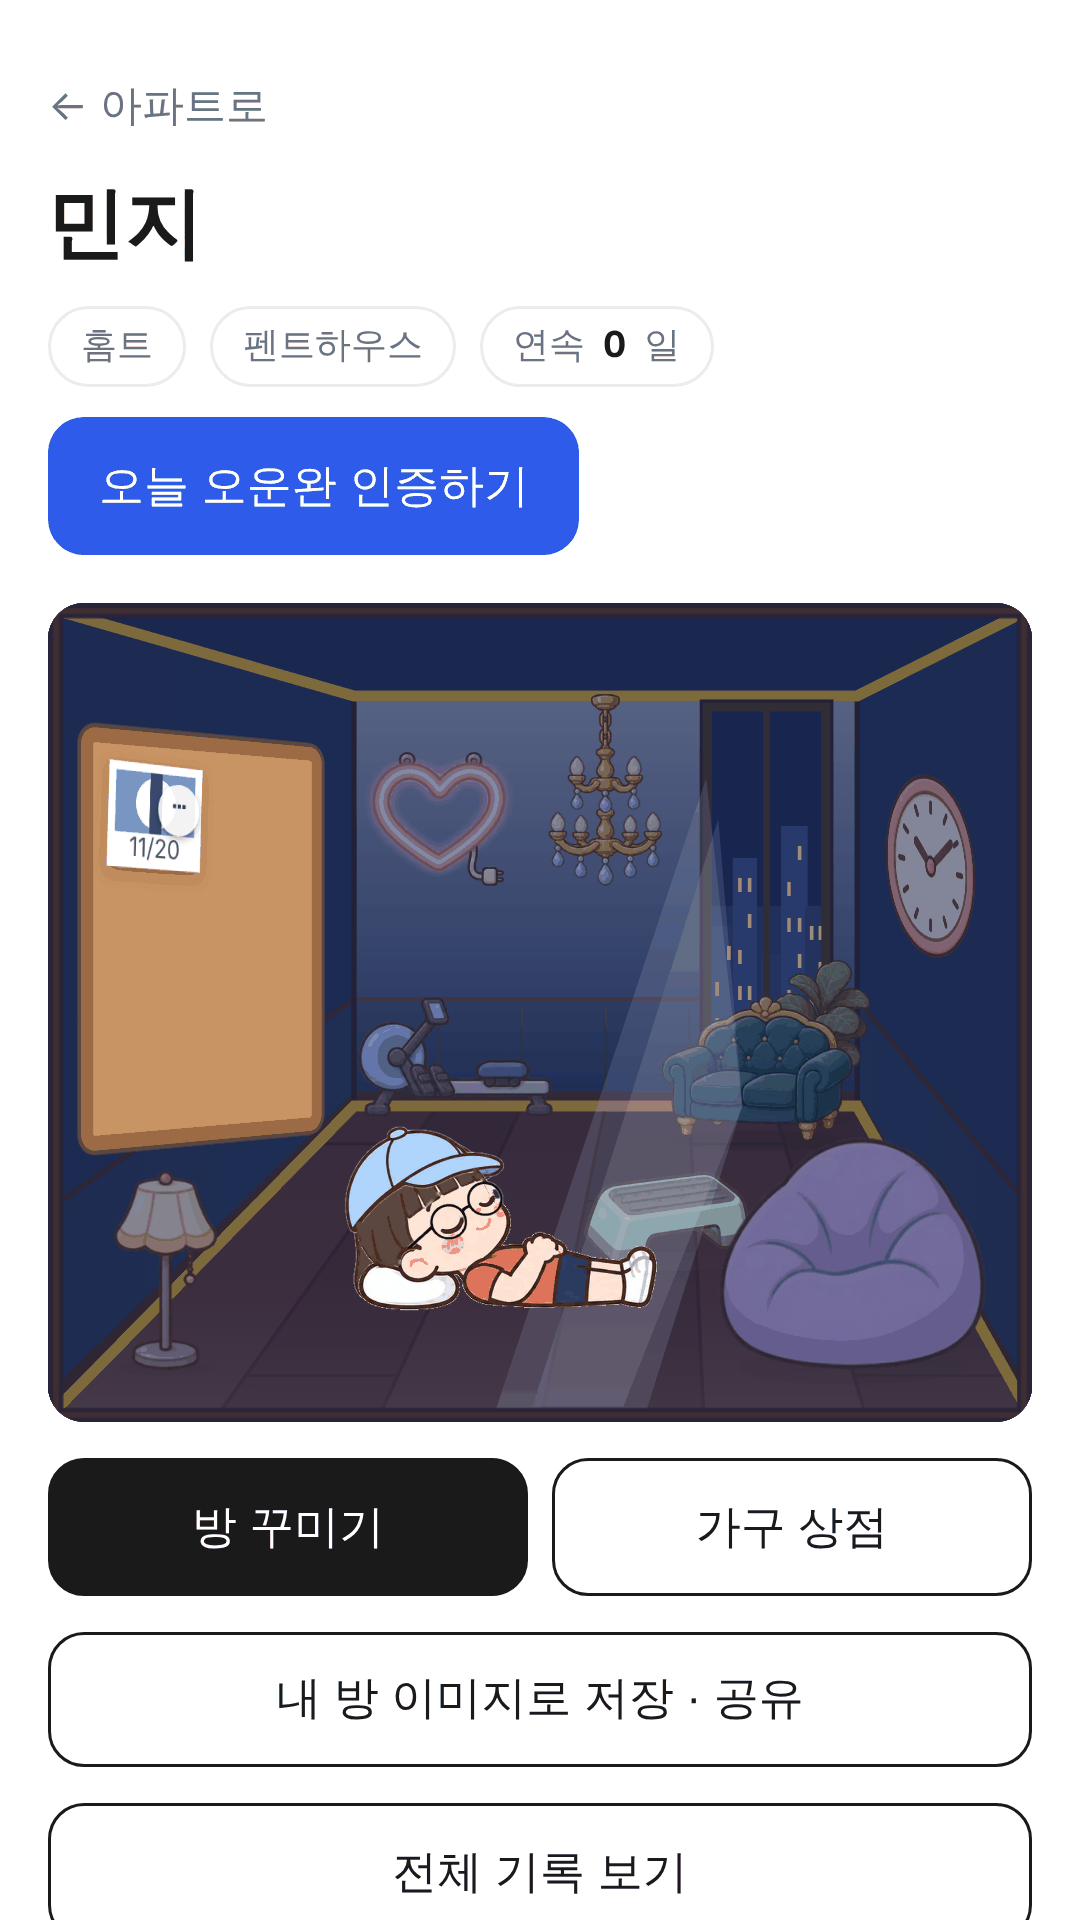 ← 아파트로
민지
홈트 펜트하우스 연속 0 일
오늘 오운완 인증하기
11/20
방 꾸미기 가구 상점
내 방 이미지로 저장 · 공유
전체 기록 보기